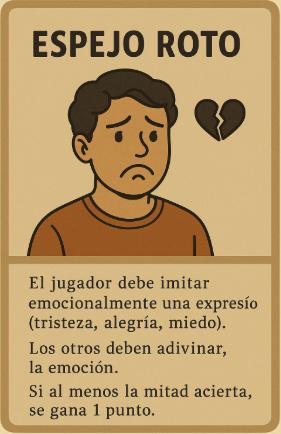 ESPEJO ROTO
El jugador debe imitar
emocionalmente una expresío
(tristeza, alegría, miedo).
Los otros deben adivinar,
la emoción.
Si al menos la mitad acierta,
se gana 1 punto.